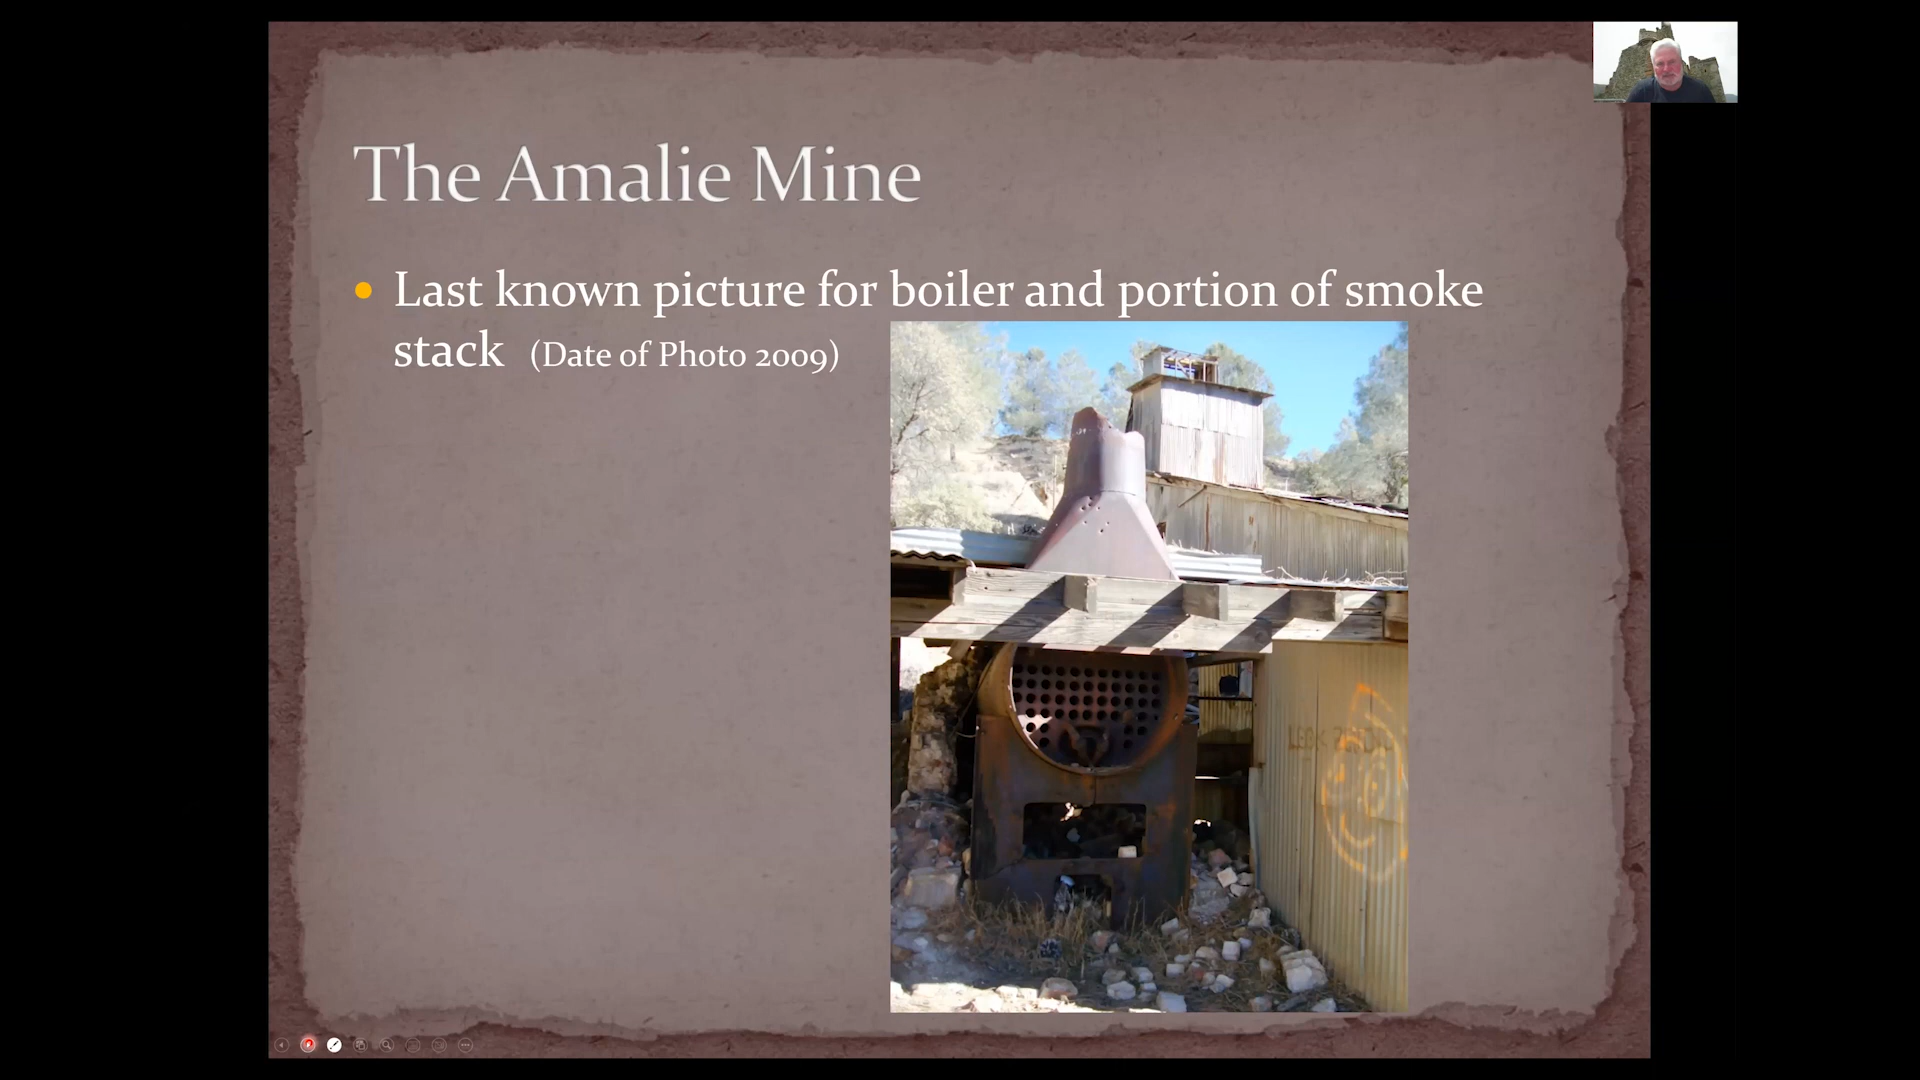 The Amalie Mine
Last known picture for boiler and portion of smoke
stack (Date of Photo 2009)